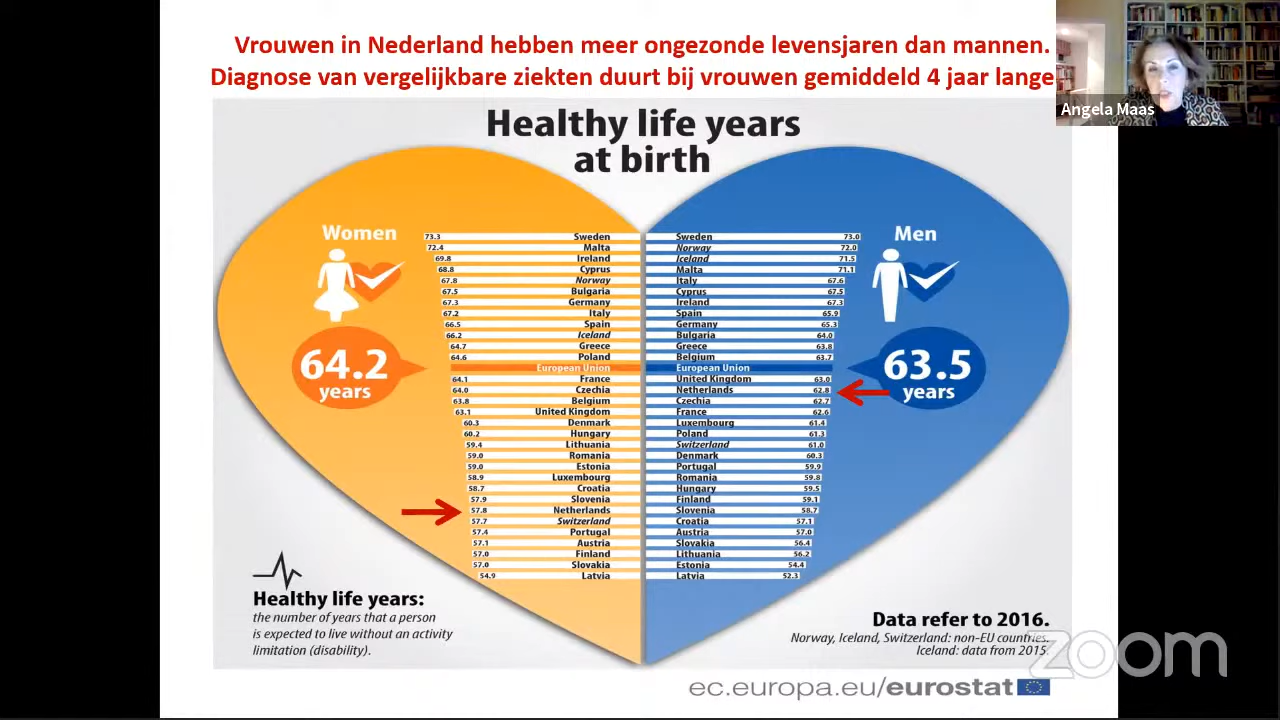 Vrouwen in Nederland hebben meer ongezonde levensjaren dan mannen.
Diagnose van vergelijkbare ziekten duurt bij vrouwen gemiddeld 4 jaar lange
Angela Maas
Healthy life years
at birth
Women
64.2
years
73.3 Sweden
72.4 Malta
69.8 Ireland
68.8 Cyprus
67.8 Norway
67.5 Bulgaria
67.3 Germany
67.2 Italy
66.5 Spain
66.2 Iceland
64.7 Greece
64.6 Poland
European Union
64.1 France
64.0 Czechia
63.8 Belgium
63.1 United Kingdom
60.3 Denmark
60.2 Hungary
59.4 Lithuania
59.0 Romania
59.0 Estonia
58.9 Luxembourg
58.7 Croatia
57.9 Slovenia
57.8 Netherlands
57.7 Switzerland
57.4 Portugal
57.1 Austria
57.0 Finland
57.0 Slovakia
54.9 Latvia
Men
63.5
years
Sweden 73.0
Norway 72.0
Iceland 71.5
Malta 71.1
Italy 67.6
Cyprus 67.5
Ireland 67.3
Spain 65.9
Germany 65.3
Bulgaria 64.0
Greece 63.8
Belgium 63.7
European Union
United Kingdom 63.0
Netherlands 62.8
Czechia 62.7
France 62.6
Luxembourg 61.4
Poland 61.3
Switzerland 61.0
Denmark 60.3
Portugal 59.9
Romania 59.8
Hungary 59.5
Finland 59.1
Slovenia 58.7
Croatia 57.1
Austria 57.0
Slovakia 56.4
Lithuania 56.2
Estonia 54.4
Latvia 52.3
Healthy life years:
the number of years that a person
is expected to live without an activity
limitation (disability).
Data refer to 2016.
Norway, Iceland, Switzerland: non-EU countries.
Iceland: data from 2015.
zoom
ec.europa.eu/eurostat